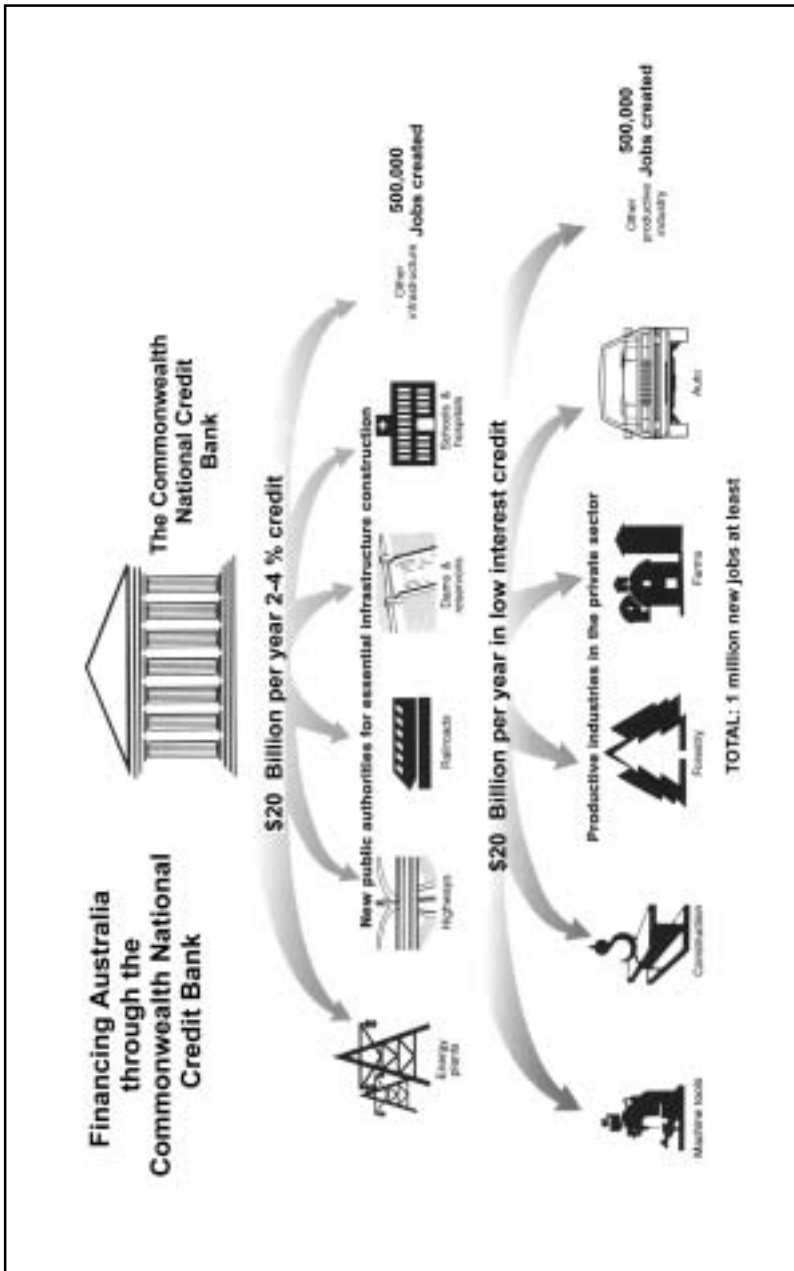 Financing Australia
through the
Commonwealth National
Credit Bank
The Commonwealth
National Credit
Bank
$20 Billion per year 2-4 % credit
New public authorities for essential infrastructure construction
Energy
plants
Highways
Railroads
Dams &
reservoirs
Schools &
hospitals
Other
infrastructure
500,000
Jobs created
$20 Billion per year in low interest credit
Productive industries in the private sector
Machine tools
Construction
Forestry
Farms
Auto
Other
productive
industry
500,000
Jobs created
TOTAL: 1 million new jobs at least